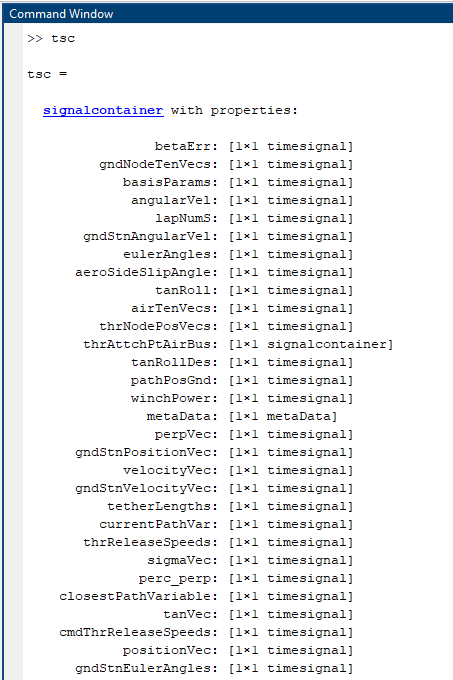 Command Window
>> tsc
tsc =
signalcontainer with properties:
betaErr: [1×1 timesignal]
gndNodeTenVecs: [1×1 timesignal]
basisParams: [1×1 timesignal]
angularVel: [1×1 timesignal]
lapNumS: [1×1 timesignal]
gndStnAngularVel: [1×1 timesignal]
eulerAngles: [1×1 timesignal]
aeroSideSlipAngle: [1×1 timesignal]
tanRoll: [1×1 timesignal]
airTenVecs: [1×1 timesignal]
thrNodePosVecs: [1×1 timesignal]
thrAttchPtAirBus: [1×1 signalcontainer]
tanRollDes: [1×1 timesignal]
pathPosGnd: [1×1 timesignal]
winchPower: [1×1 timesignal]
metaData: [1×1 metaData]
perpVec: [1×1 timesignal]
gndStnPositionVec: [1×1 timesignal]
velocityVec: [1×1 timesignal]
gndStnVelocityVec: [1×1 timesignal]
tetherLengths: [1×1 timesignal]
currentPathVar: [1×1 timesignal]
thrReleaseSpeeds: [1×1 timesignal]
sigmaVec: [1×1 timesignal]
perc_perp: [1×1 timesignal]
closestPathVariable: [1×1 timesignal]
tanVec: [1×1 timesignal]
cmdThrReleaseSpeeds: [1×1 timesignal]
positionVec: [1×1 timesignal]
gndStnEulerAngles: [1×1 timesignal]